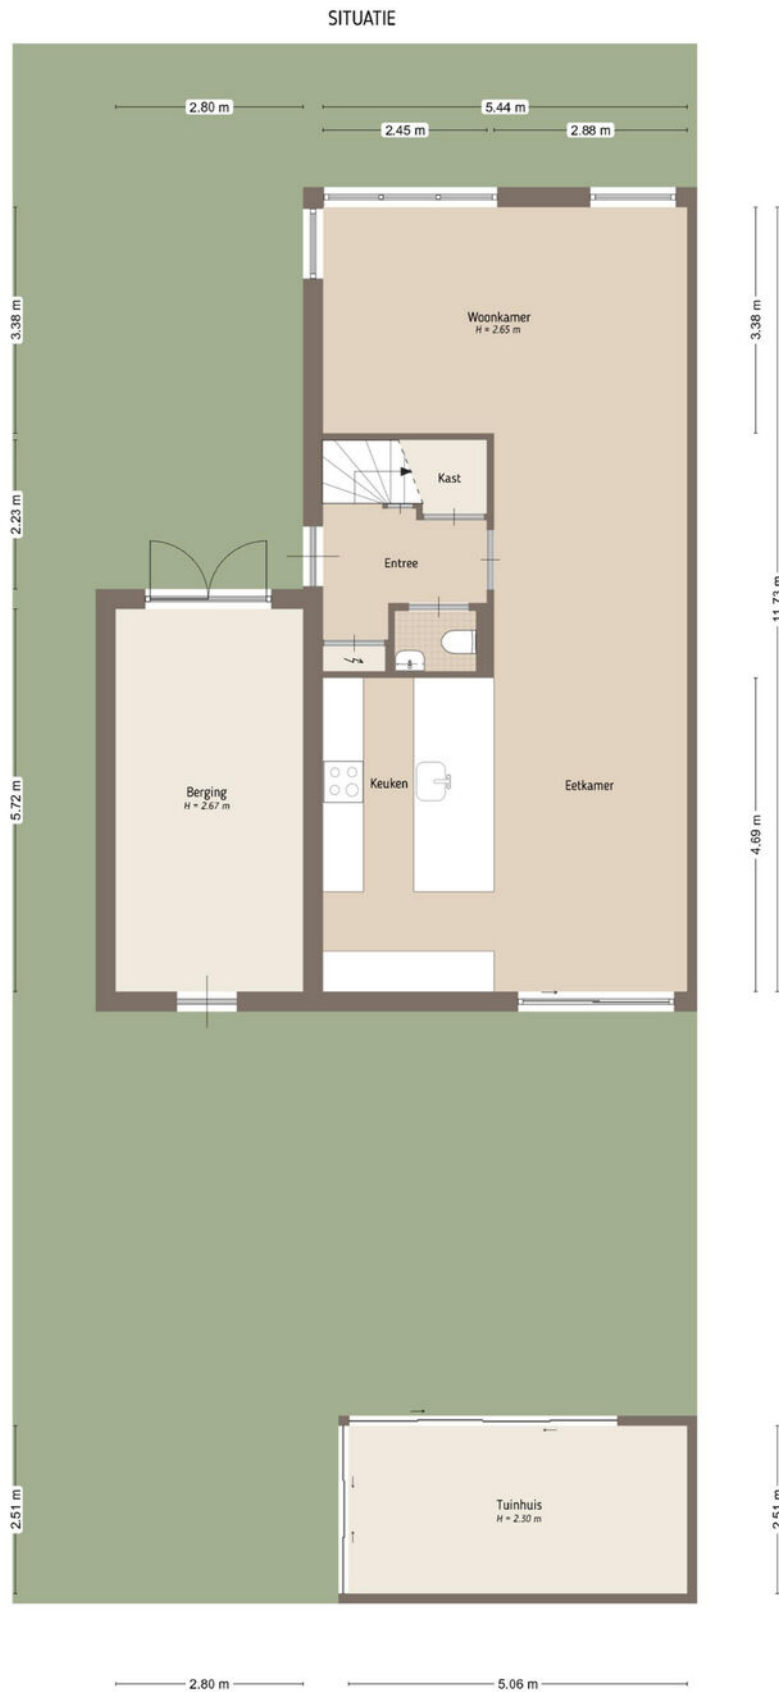 SITUATIE
2.80 m
5.44 m
2.45 m
2.88 m
3.38 m
3.38 m
Woonkamer
H = 2.65 m
2.23 m
Kast
Entree
11.73 m
5.72 m
Berging
H = 2.67 m
Keuken
Eetkamer
4.69 m
2.51 m
Tuinhuis
H = 2.30 m
2.51 m
2.80 m
5.06 m